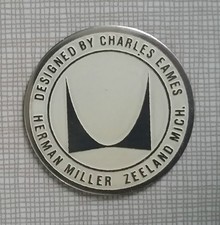 DESIGNED BY CHARLES EAMES
HERMAN MILLER ZEELAND MICH.